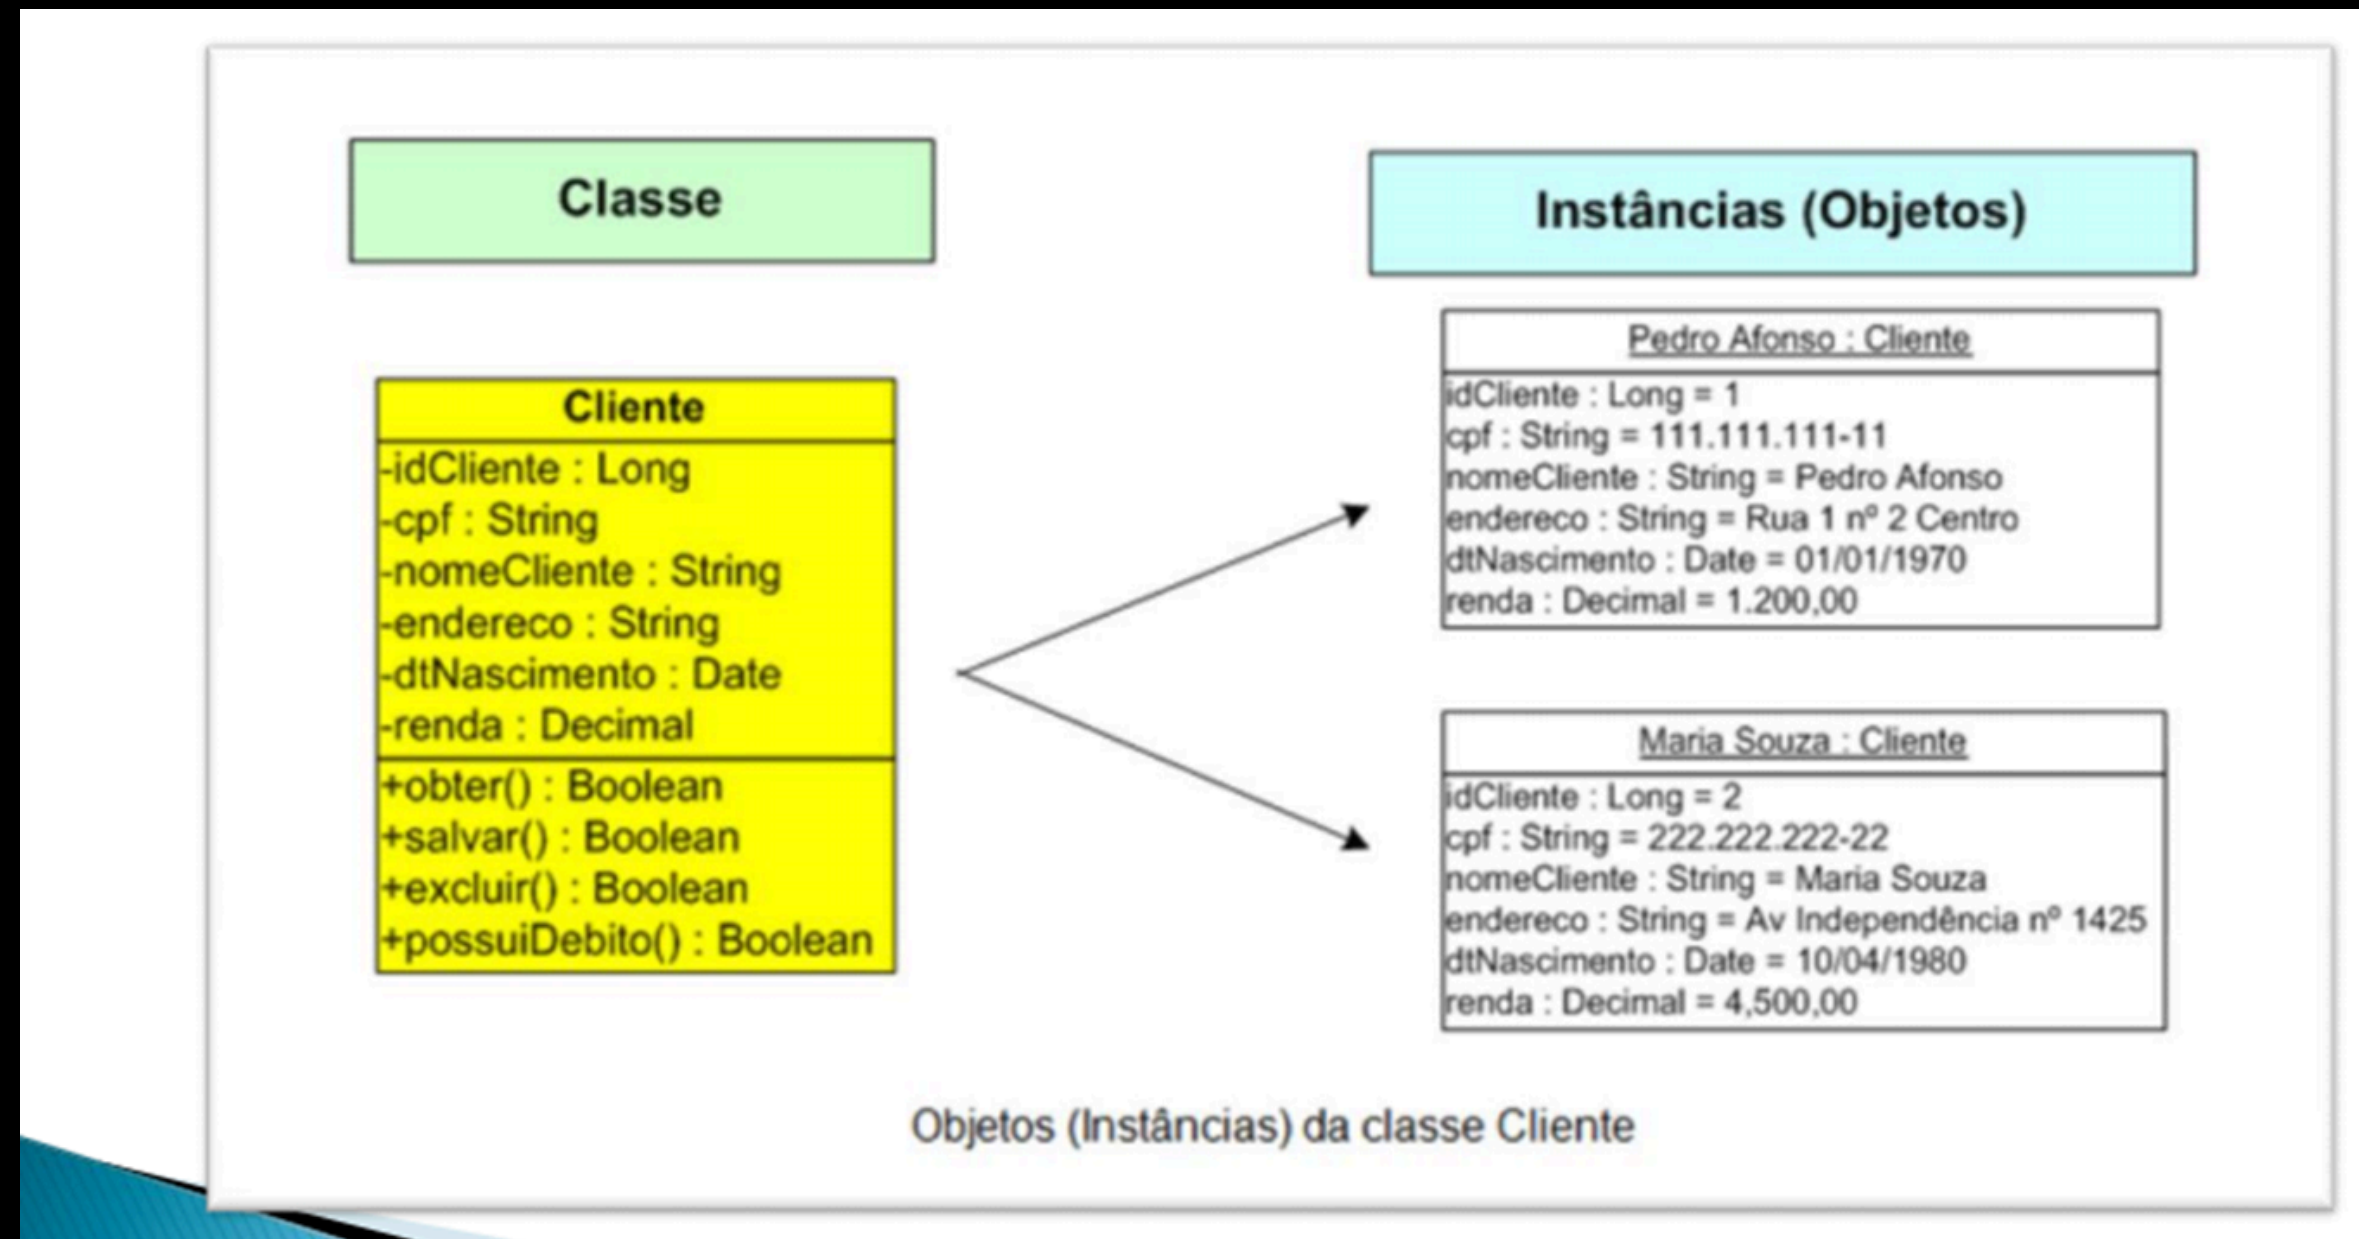 Classe
Cliente
-idCliente : Long
-cpf : String
-nomeCliente : String
-endereco : String
-dtNascimento : Date
-renda : Decimal
+obter() : Boolean
+salvar() : Boolean
+excluir() : Boolean
+possuiDebito() : Boolean
Instâncias (Objetos)
Pedro Afonso : Cliente
idCliente : Long = 1
cpf : String = 111.111.111-11
nomeCliente : String = Pedro Afonso
endereco : String = Rua 1 nº 2 Centro
dtNascimento : Date = 01/01/1970
renda : Decimal = 1.200,00
Maria Souza : Cliente
idCliente : Long = 2
cpf : String = 222.222.222-22
nomeCliente : String = Maria Souza
endereco : String = Av Independência nº 1425
dtNascimento : Date = 10/04/1980
renda : Decimal = 4,500,00
Objetos (Instâncias) da classe Cliente